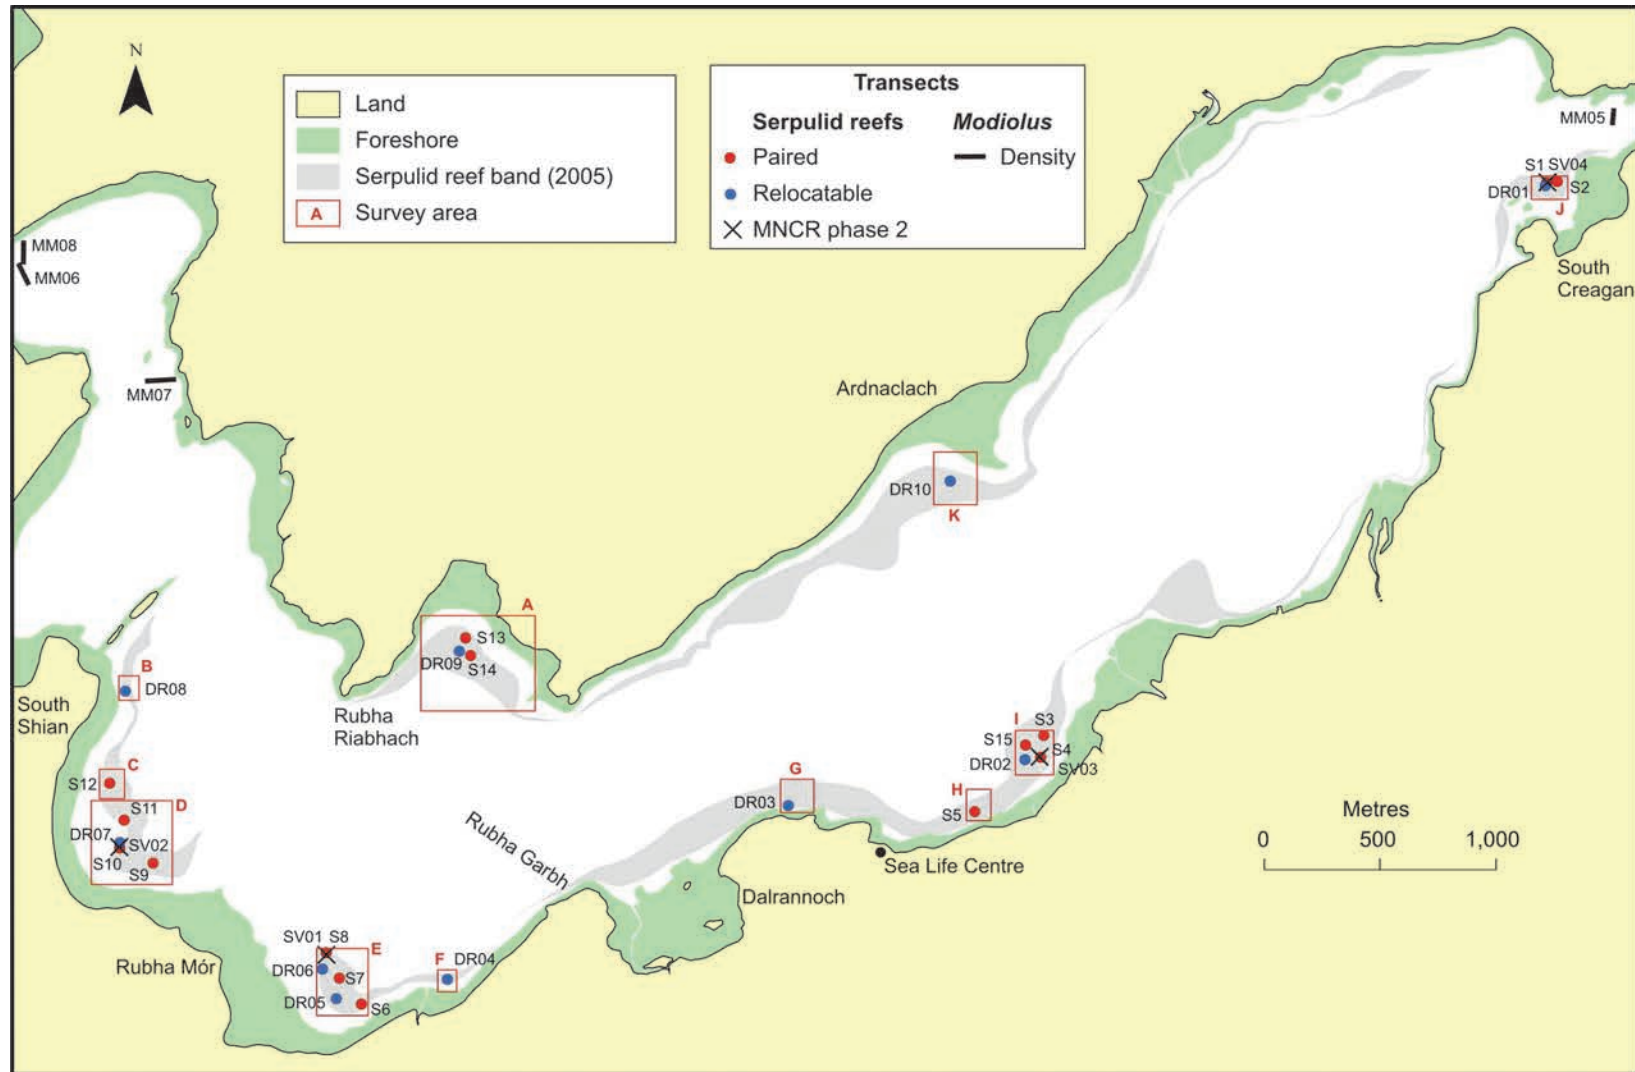 N
Land
Foreshore
Serpulid reef band (2005)
A Survey area
Transects
Serpulid reefs Modiolus
Paired Density
Relocatable
MNCR phase 2
MM05
S1 SV04
DR01 S2
J
South
Creagan
MM08
MM06
MM07
Ardnaclach
DR10
K
A
S13
DR09 S14
Rubha
Riabhach
B
DR08
South
Shian
C
S12
D
S11
DR07
SV02
S10
S9
I S3
S15
S4
DR02
SV03
G
DR03
H
S5
Metres
0 500 1,000
Rubha Garbh
Sea Life Centre
Dalrannoch
SV01 S8
E
DR06
S7
DR05
S6
F DR04
Rubha Mór